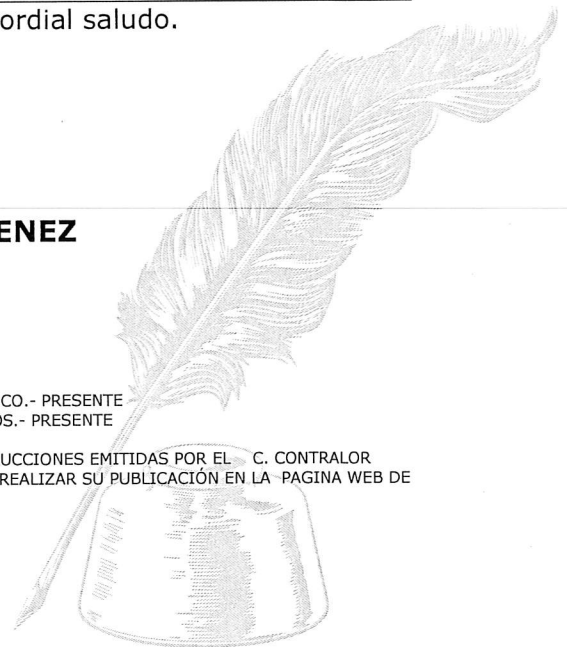 ordial saludo.
ENEZ
CO.- PRESENTE
OS.- PRESENTE
UCCIONES EMITIDAS POR EL C. CONTRALOR
REALIZAR SU PUBLICACIÓN EN LA PAGINA WEB DE